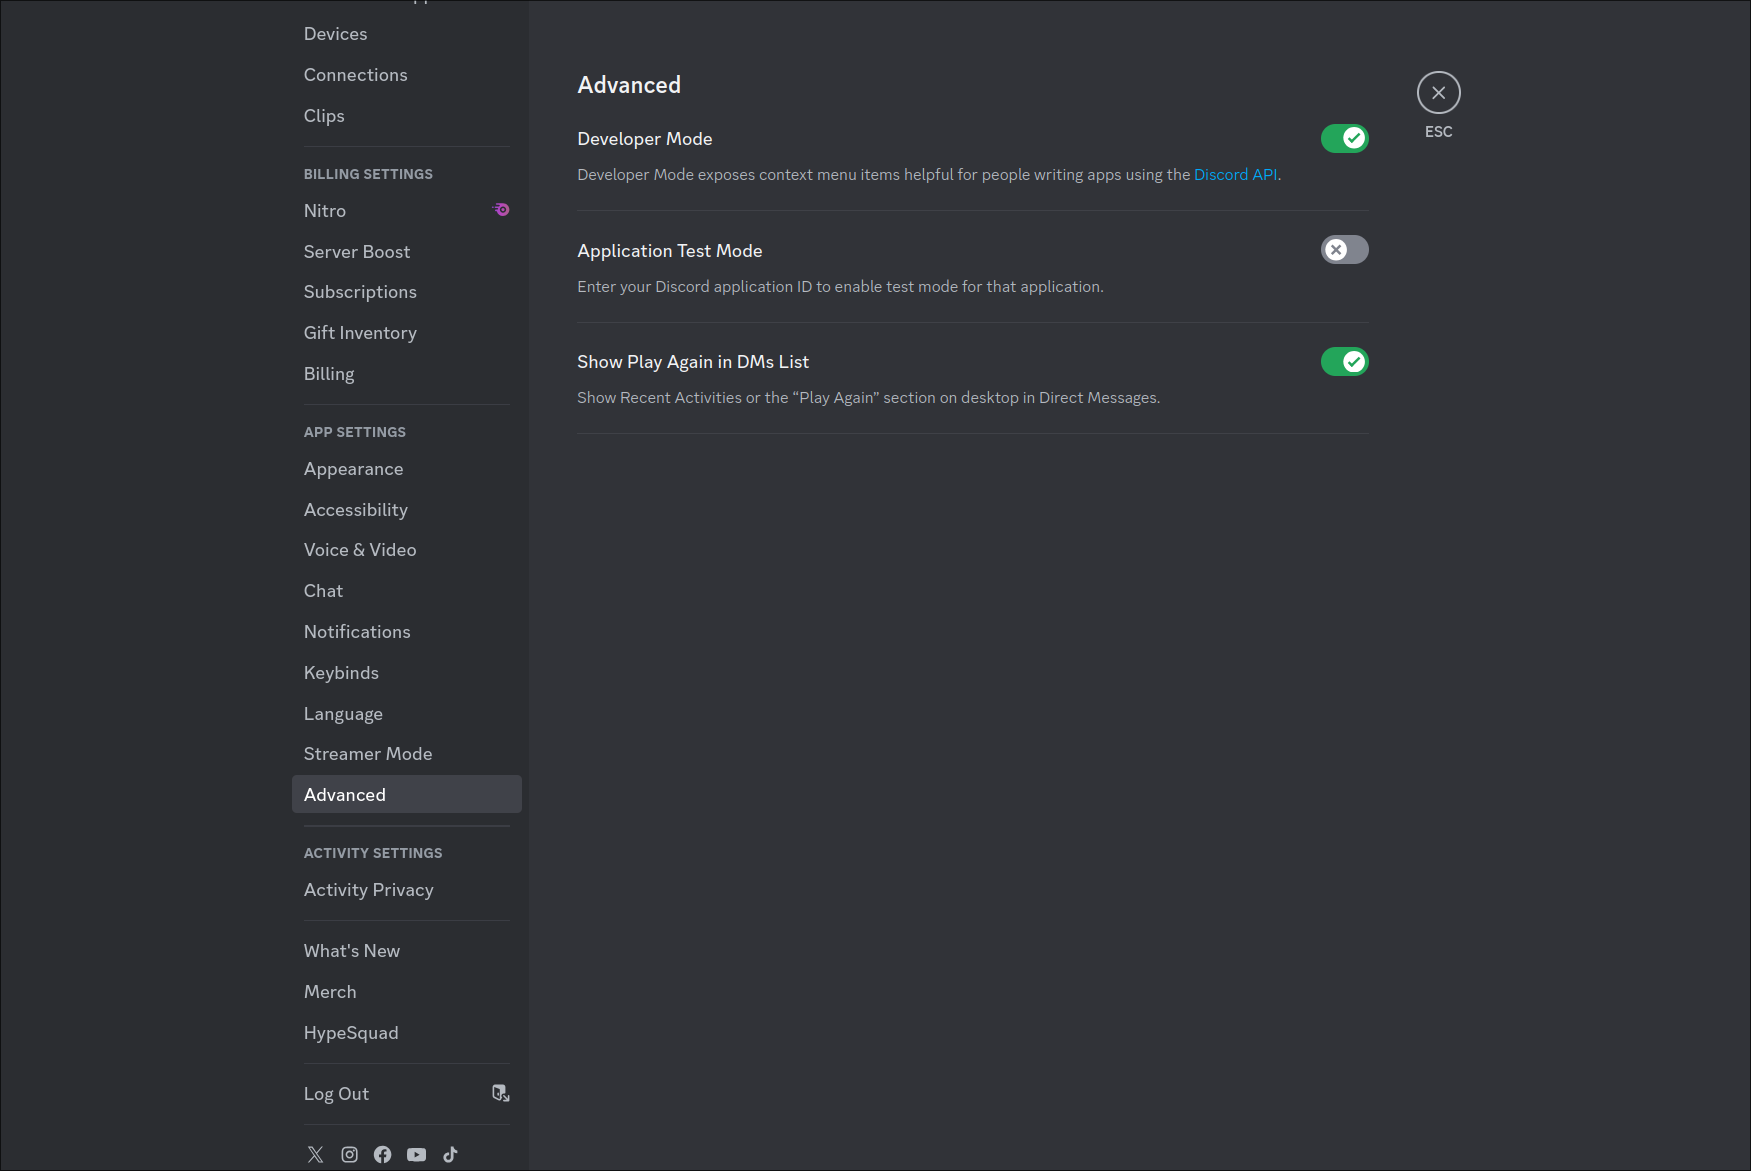 Devices
Connections
Clips
BILLING SETTINGS
Nitro
Server Boost
Subscriptions
Gift Inventory
Billing
APP SETTINGS
Appearance
Accessibility
Voice & Video
Chat
Notifications
Keybinds
Language
Streamer Mode
Advanced
ACTIVITY SETTINGS
Activity Privacy
What's New
Merch
HypeSquad
Log Out
Advanced
Developer Mode
Developer Mode exposes context menu items helpful for people writing apps using the Discord API.
Application Test Mode
Enter your Discord application ID to enable test mode for that application.
Show Play Again in DMs List
Show Recent Activities or the “Play Again” section on desktop in Direct Messages.
ESC